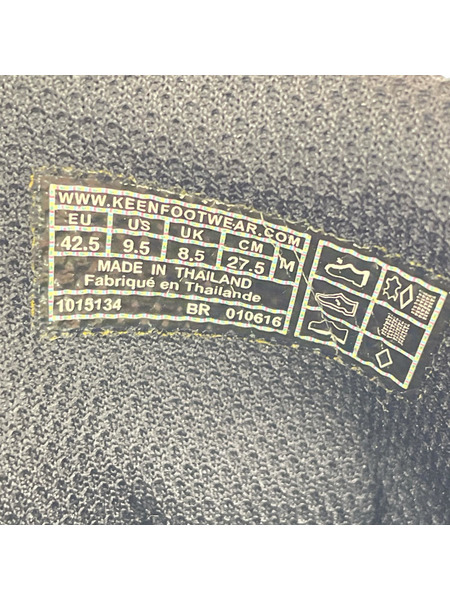 WWW.KEENFOOTWEAR.COM
EU US UK CM M
42.5 9.5 8.5 27.5
MADE IN THAILAND
Fabriqué en Thaïlande
1015134 BR 010616